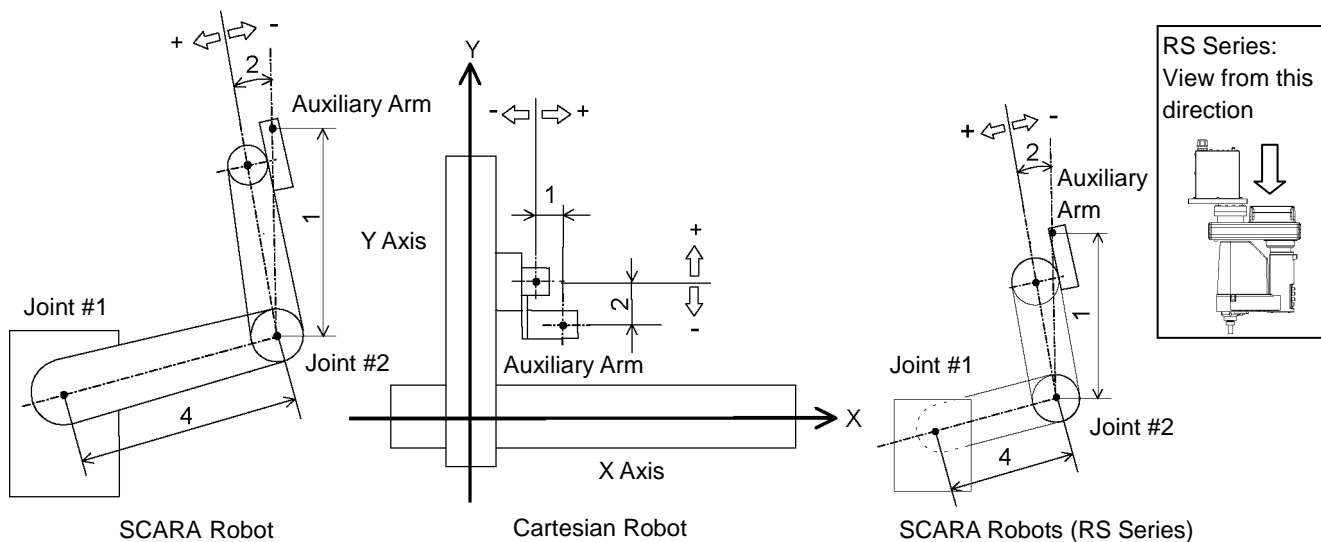 +
-
2
Auxiliary Arm
1
Joint #1
Joint #2
4
SCARA Robot
Y
-
+
1
Y Axis
+
2
-
Auxiliary Arm
X
X Axis
Cartesian Robot
+
-
2
Auxiliary
Arm
1
Joint #1
Joint #2
4
SCARA Robots (RS Series)
RS Series:
View from this
direction